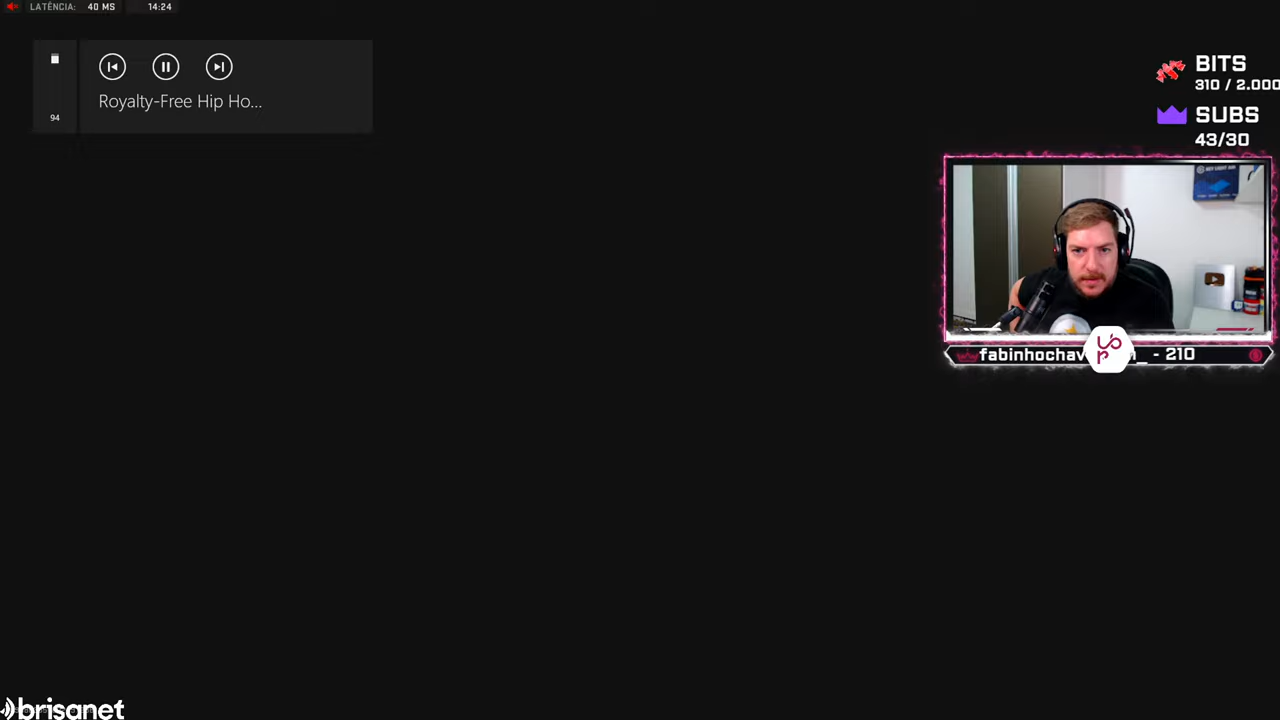 LATÊNCIA: 40 MS 14:24
94
Royalty-Free Hip Ho...
BITS
310 / 2.000
SUBS
43/30
fabinhochav
_ - 210
brisanet